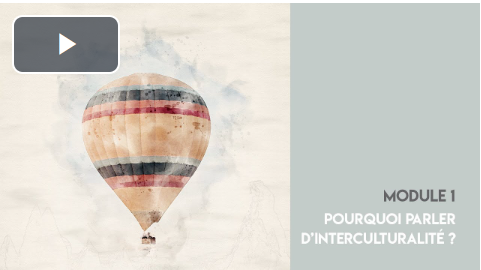 MODULE 1
POURQUOI PARLER
D'INTERCULTURALITÉ ?